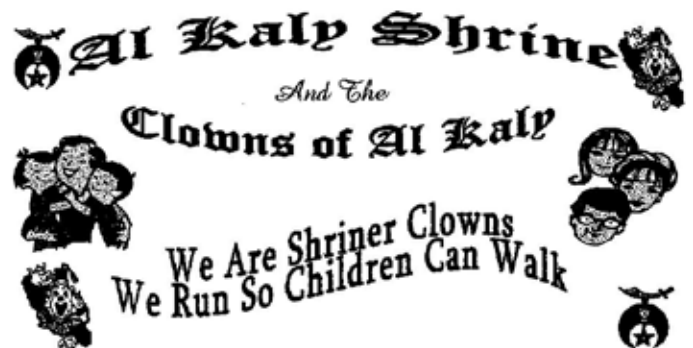 Al Kaly Shrine
And The
Clowns of Al Kaly
We Are Shriner Clowns
We Run So Children Can Walk